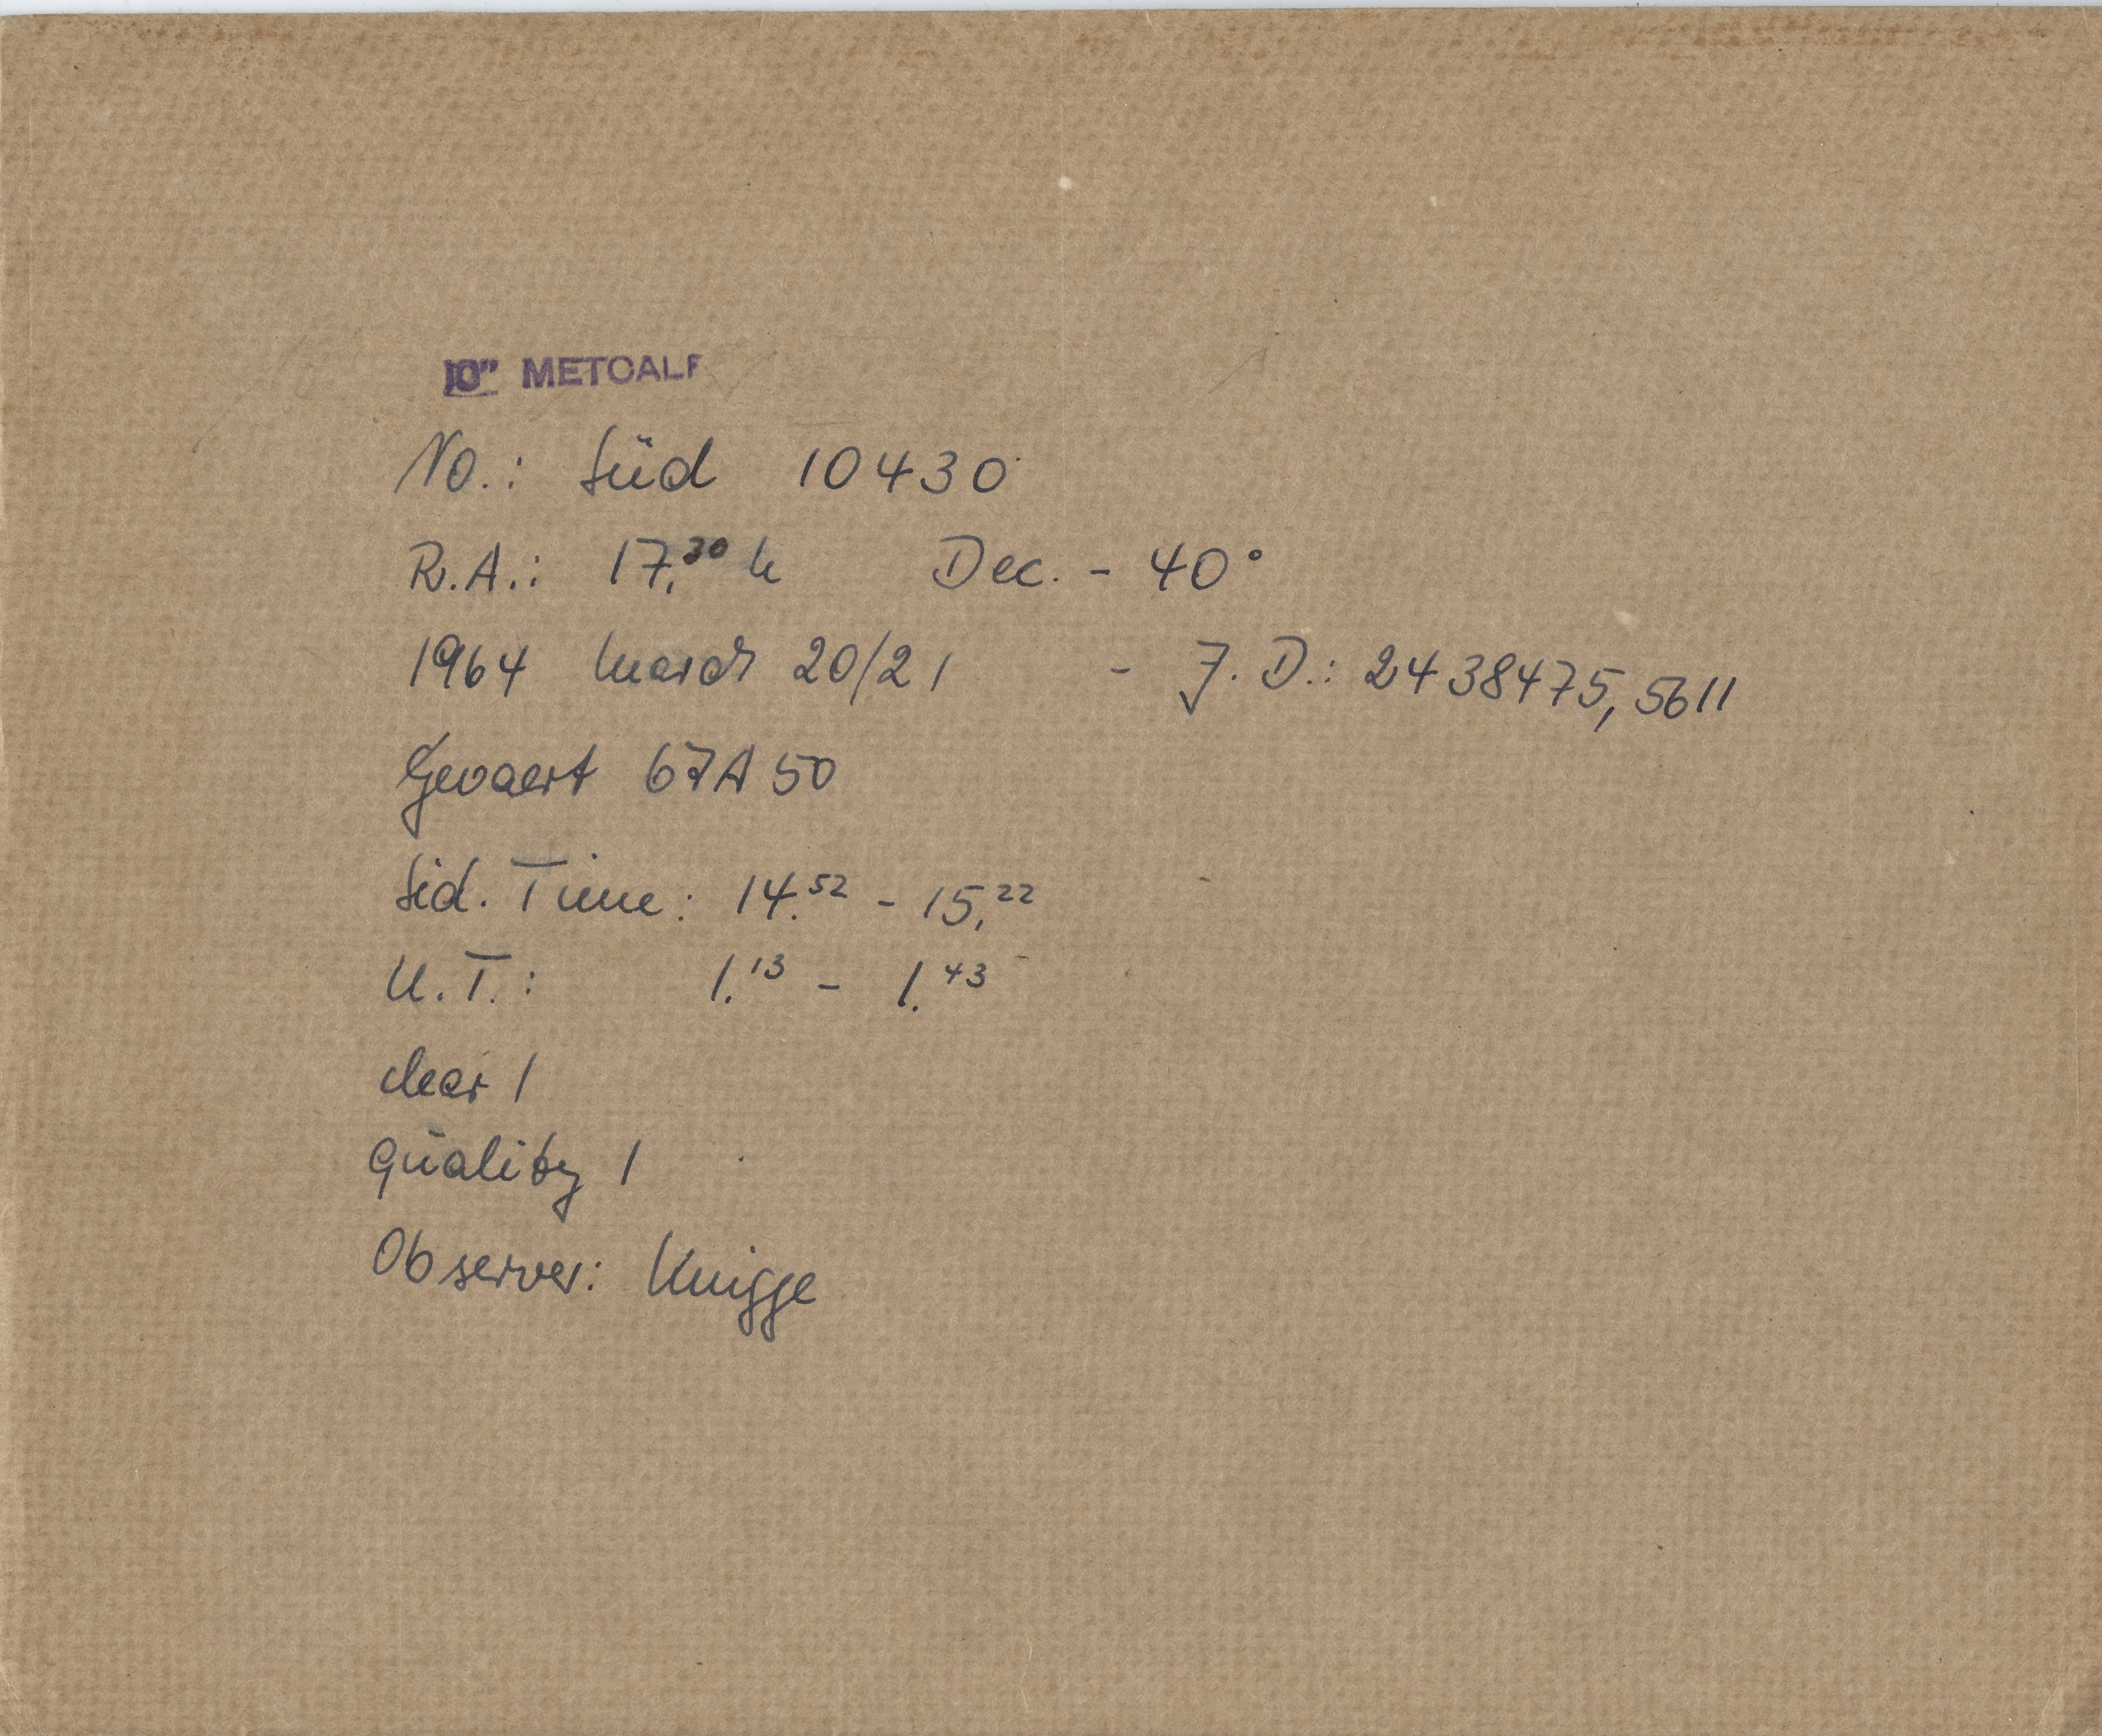 10" METCALF
No.: Süd 10430
R.A.: 17.30 h Dec. - 40°
1964 March 20/21 - J.D.: 2438475,5611
Gevaert 67A50
Sid. Time: 14.52 - 15.22
U.T.: 1.13 - 1.43
clear 1
Quality 1
Observer: Knigge